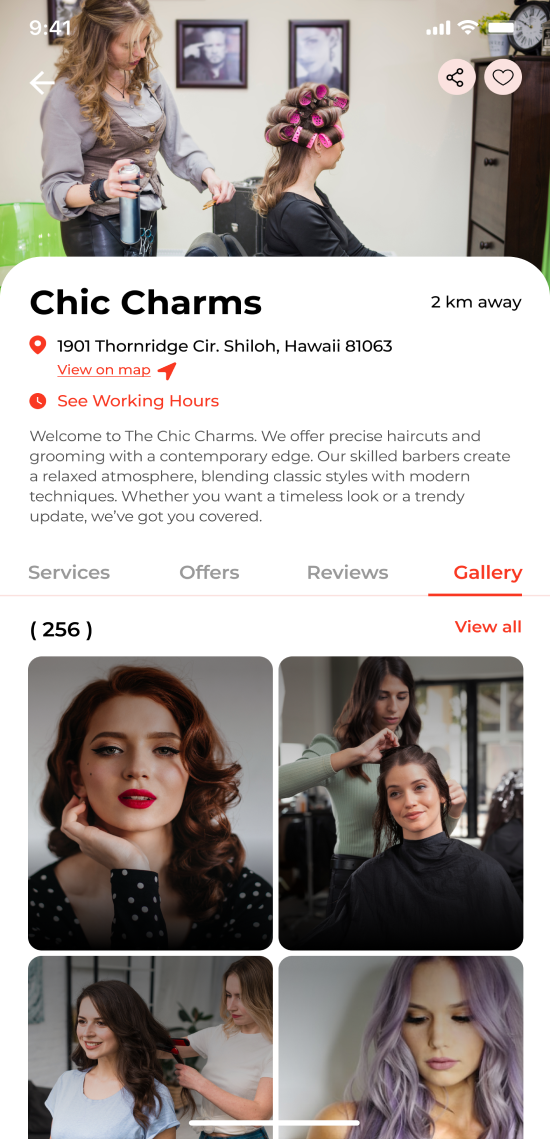 9:41
Chic Charms
2 km away
1901 Thornridge Cir. Shiloh, Hawaii 81063
View on map
See Working Hours
Welcome to The Chic Charms. We offer precise haircuts and
grooming with a contemporary edge. Our skilled barbers create
a relaxed atmosphere, blending classic styles with modern
techniques. Whether you want a timeless look or a trendy
update, we’ve got you covered.
Services
Offers
Reviews
Gallery
( 256 )
View all